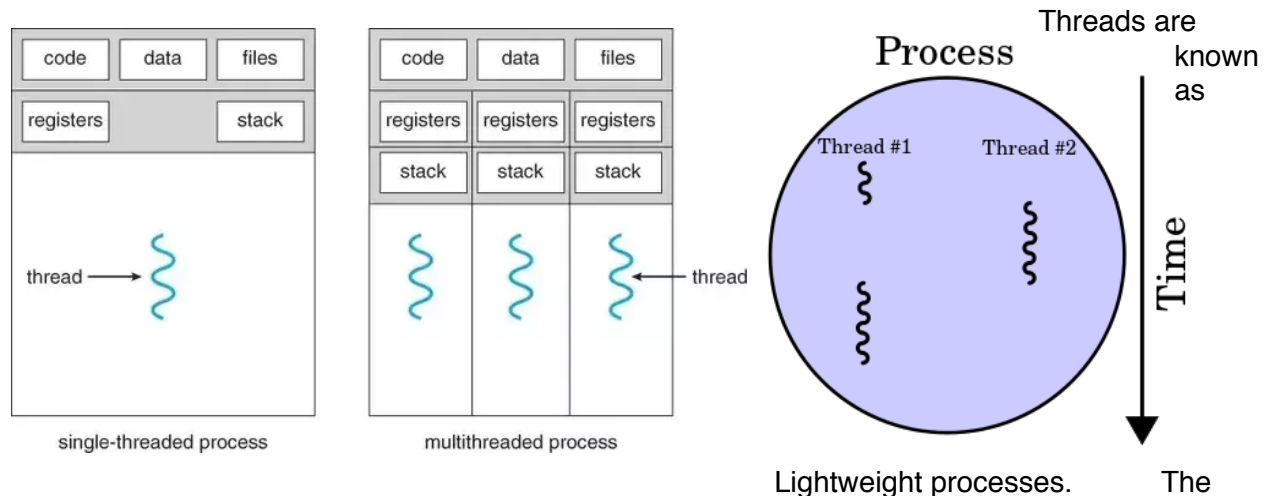 code data files
registers stack
thread
single-threaded process
code data files
registers registers registers
stack stack stack
thread
multithreaded process
Process
Thread #1 Thread #2
Time
Threads are
known
as
Lightweight processes. The